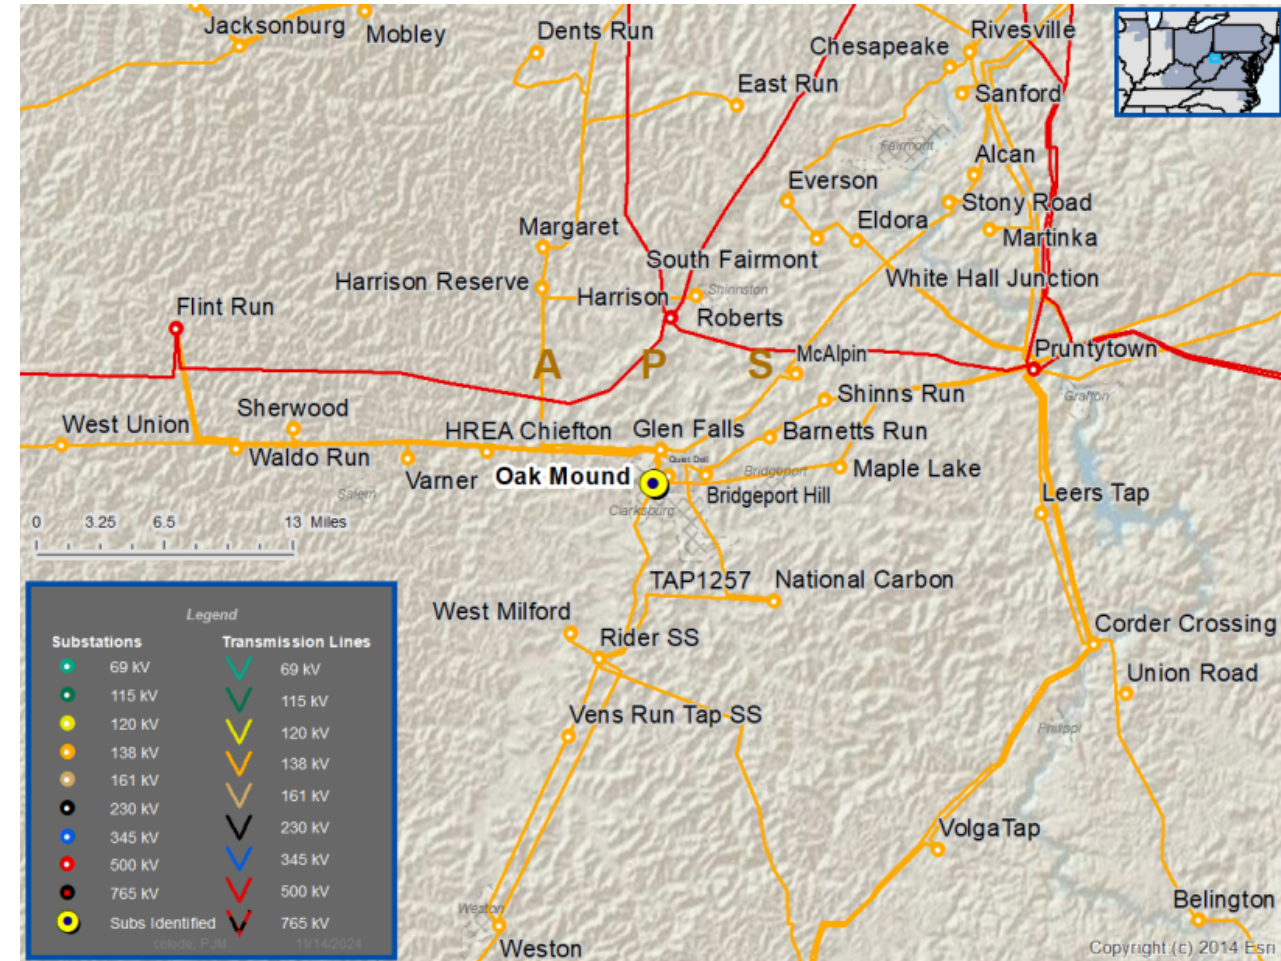 Jacksonburg
Mobley
Dents Run
Chesapeake
Rivesville
East Run
Sanford
Fairmont
Alcan
Everson
Stony Road
Eldora
Margaret
Martinka
South Fairmont
White Hall Junction
Harrison Reserve
Harrison
Shinnston
Flint Run
Roberts
A P S
McAlpin
Pruntytown
Grafton
Shinns Run
West Union
Sherwood
HREA Chiefton
Glen Falls
Barnetts Run
Waldo Run
Quiet Dell
Varner
Oak Mound
Bridgeport
Maple Lake
Salem
Bridgeport Hill
Leers Tap
Clarksburg
0 3.25 6.5 13 Miles
TAP1257
National Carbon
West Milford
Rider SS
Corder Crossing
Union Road
Vens Run Tap SS
Philippi
VolgaTap
Weston
Belington
Weston
Legend
Substations Transmission Lines
69 kV 69 kV
115 kV 115 kV
120 kV 120 kV
138 kV 138 kV
161 kV 161 kV
230 kV 230 kV
345 kV 345 kV
500 kV 500 kV
765 kV 765 kV
Subs Identified
colode, PJM 11/14/2024
Copyright:(c) 2014 Esri